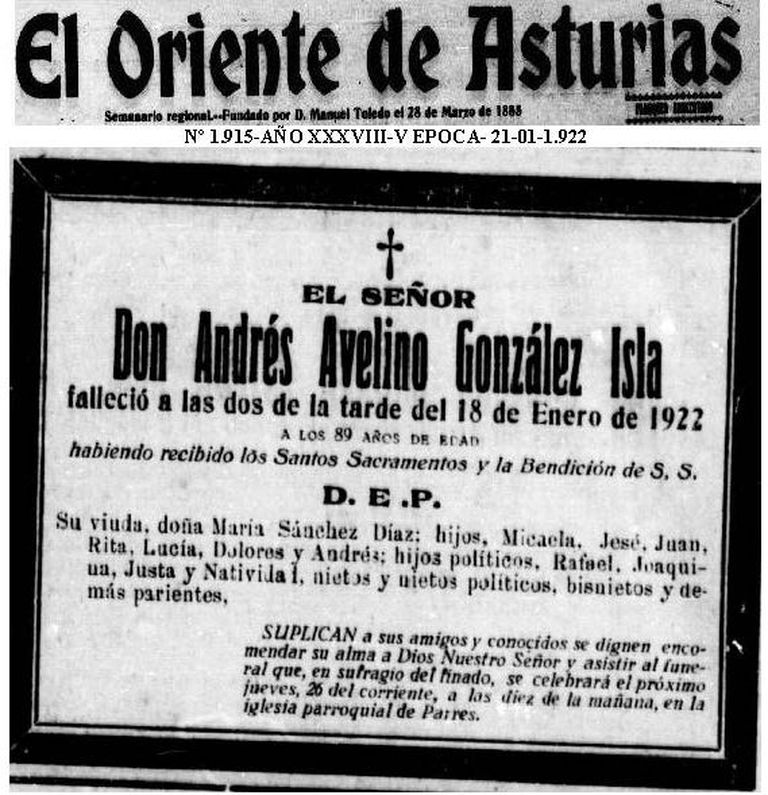 El Oriente de Asturias
Semanario regional.--Fundado por D. Manuel Toledo el 28 de Marzo de 1868
FRANQUEO CONCERTADO
Nº 1.915-AÑO XXXVIII-V EPOCA- 21-01-1.922
EL SEÑOR
Don Andrés Avelino González Isla
falleció a las dos de la tarde del 18 de Enero de 1922
A LOS 89 AÑOS DE EDAD
habiendo recibido los Santos Sacramentos y la Bendición de S. S.
D. E .P.
Su viuda, doña María Sánchez Díaz; hijos, Micaela, José, Juan,
Rita, Lucía, Dolores y Andrés; hijos políticos, Rafael, Joaqui-
na, Justa y Nativida l, nietos y nietos políticos, bisnietos y de-
más parientes,
SUPLICAN a sus amigos y conocidos se dignen enco-
mendar su alma a Dios Nuestro Señor y asistir al fune-
ral que, en sufragio del finado, se celebrará el próximo
jueves, 26 del corriente, a las diez de la mañana, en la
iglesia parroquial de Parres.